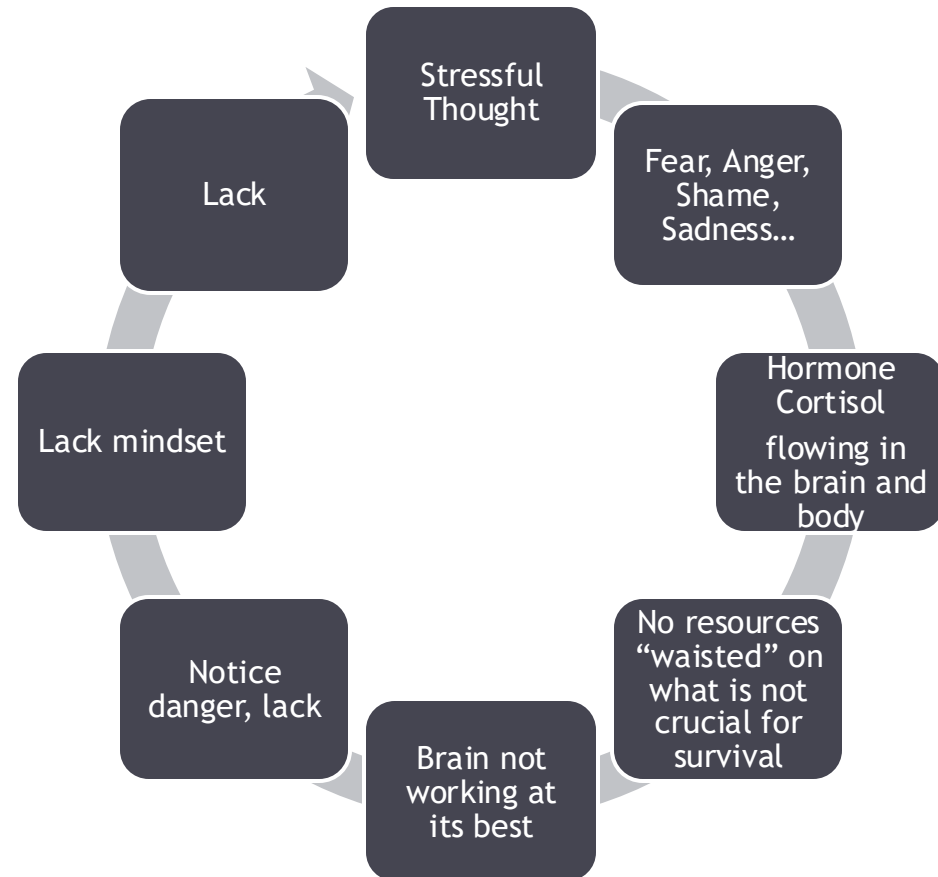 Stressful
Thought
Fear, Anger,
Shame,
Sadness…
Hormone
Cortisol
flowing in
the brain and
body
No resources
“waisted” on
what is not
crucial for
survival
Brain not
working at
its best
Notice
danger, lack
Lack mindset
Lack